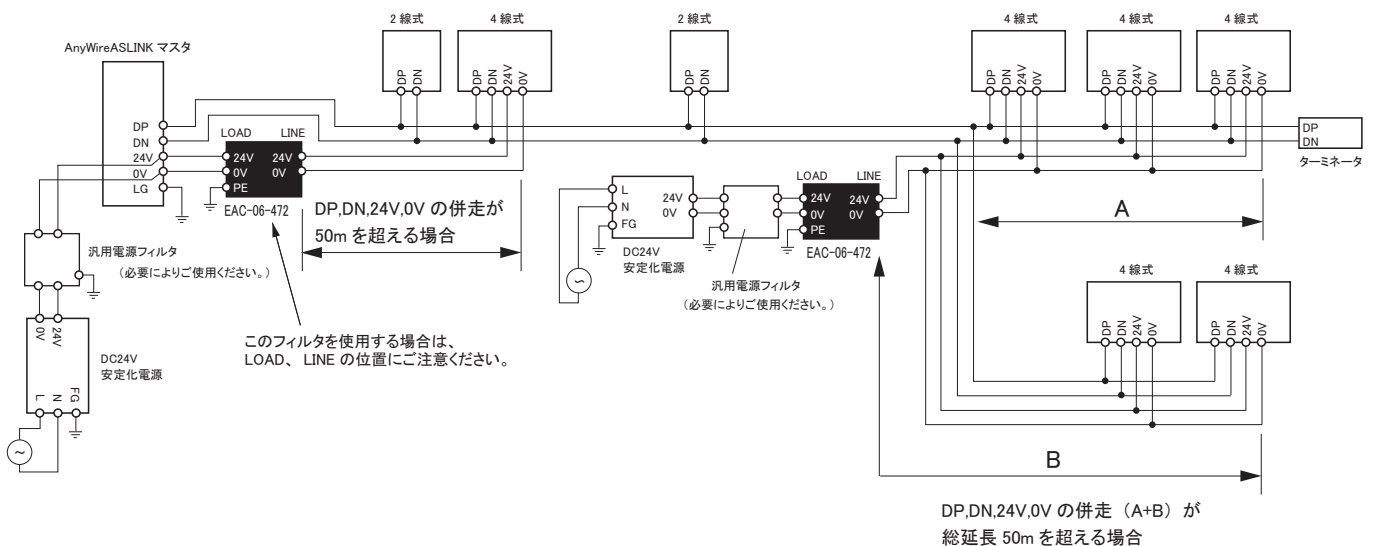 AnyWireASLINK マスタ
DP
DN
24V
0V
LG
LOAD LINE
24V 24V
0V 0V
PE
EAC-06-472
2 線式
DP
DN
4 線式
DP
DN
24V
0V
2 線式
DP
DN
4 線式
DP
DN
24V
0V
4 線式
DP
DN
24V
0V
4 線式
DP
DN
24V
0V
DP
DN
ターミネータ
DP,DN,24V,0V の併走が
50m を超える場合
汎用電源フィルタ
(必要によりご使用ください。)
0V
24V
DC24V
安定化電源
L
N
FG
~
このフィルタを使用する場合は、
LOAD、 LINE の位置にご注意ください。
L
N
FG
24V
0V
DC24V
安定化電源
~
汎用電源フィルタ
(必要によりご使用ください。)
LOAD LINE
24V 24V
0V 0V
PE
EAC-06-472
A
4 線式
DP
DN
24V
0V
4 線式
DP
DN
24V
0V
B
DP,DN,24V,0V の併走（A+B）が
総延長 50m を超える場合